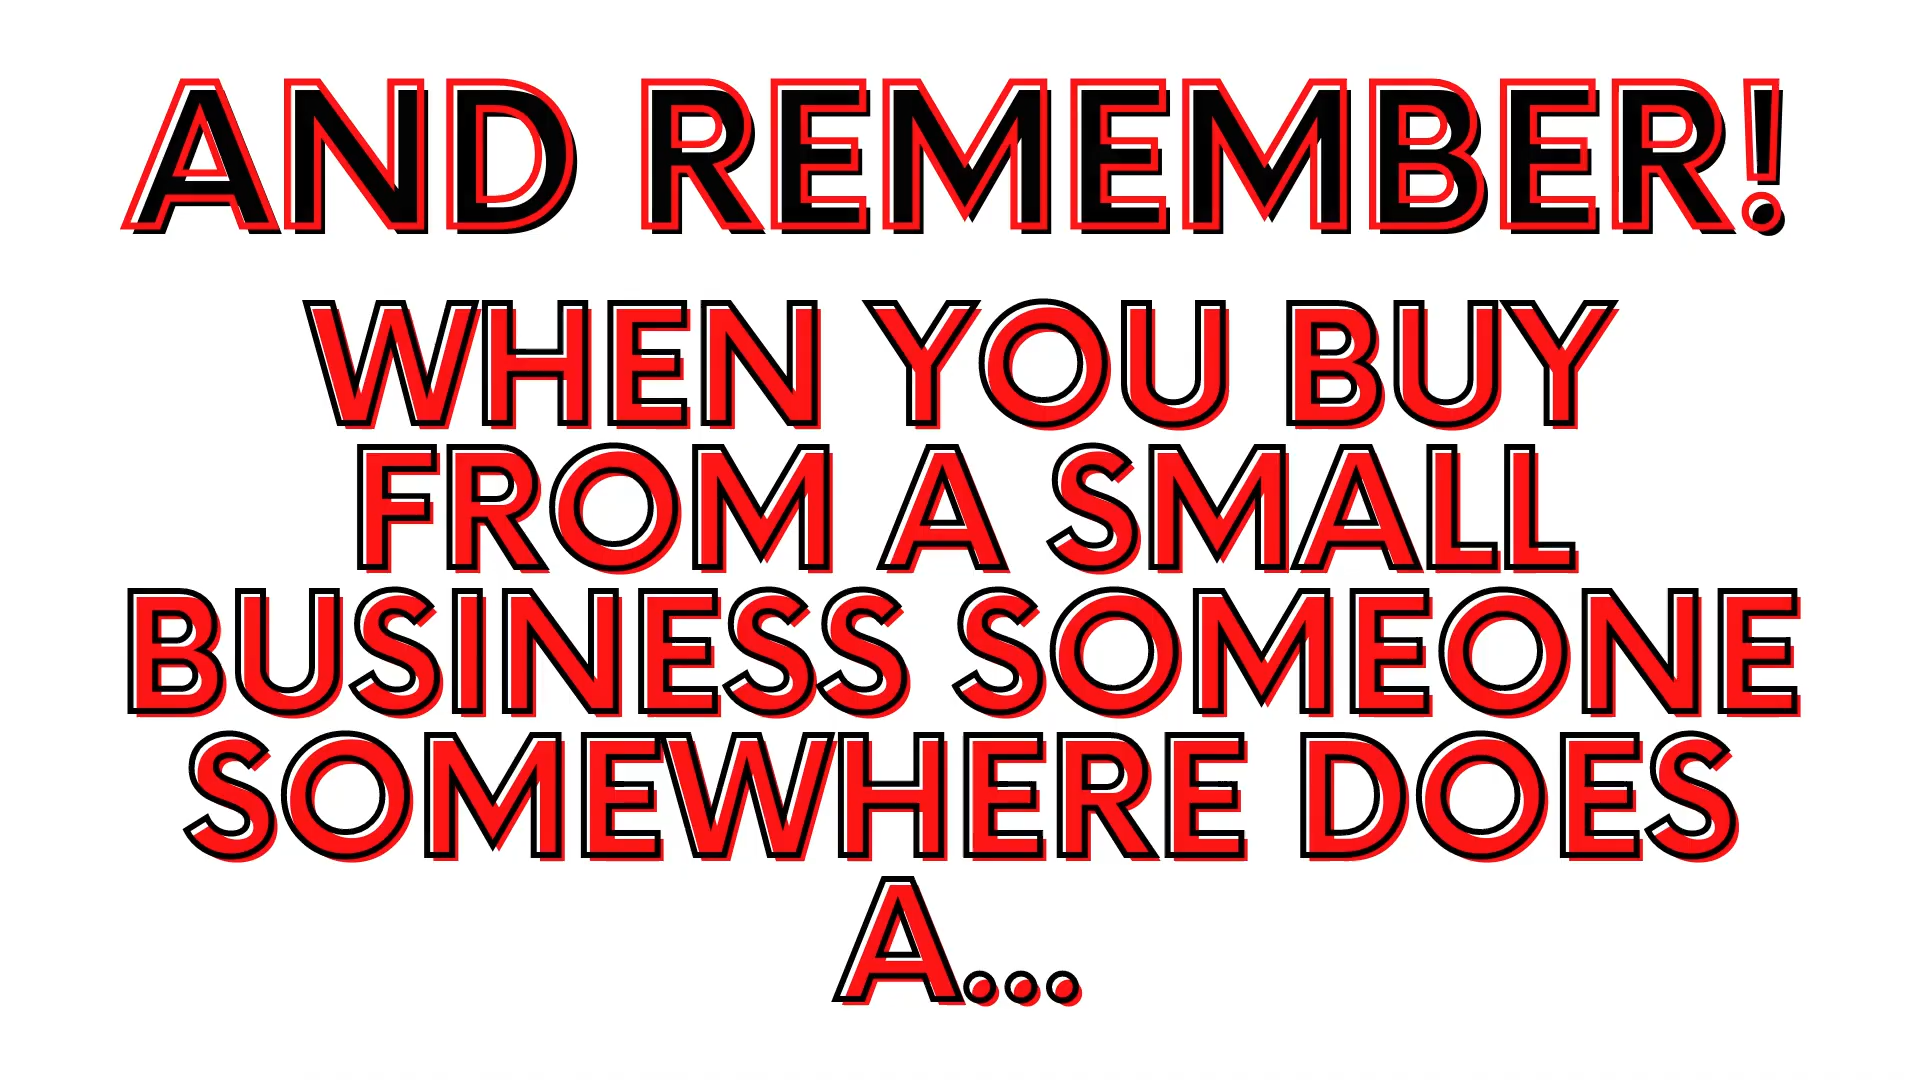 AND REMEMBER!
WHEN YOU BUY
FROM A SMALL
BUSINESS SOMEONE
SOMEWHERE DOES
A...